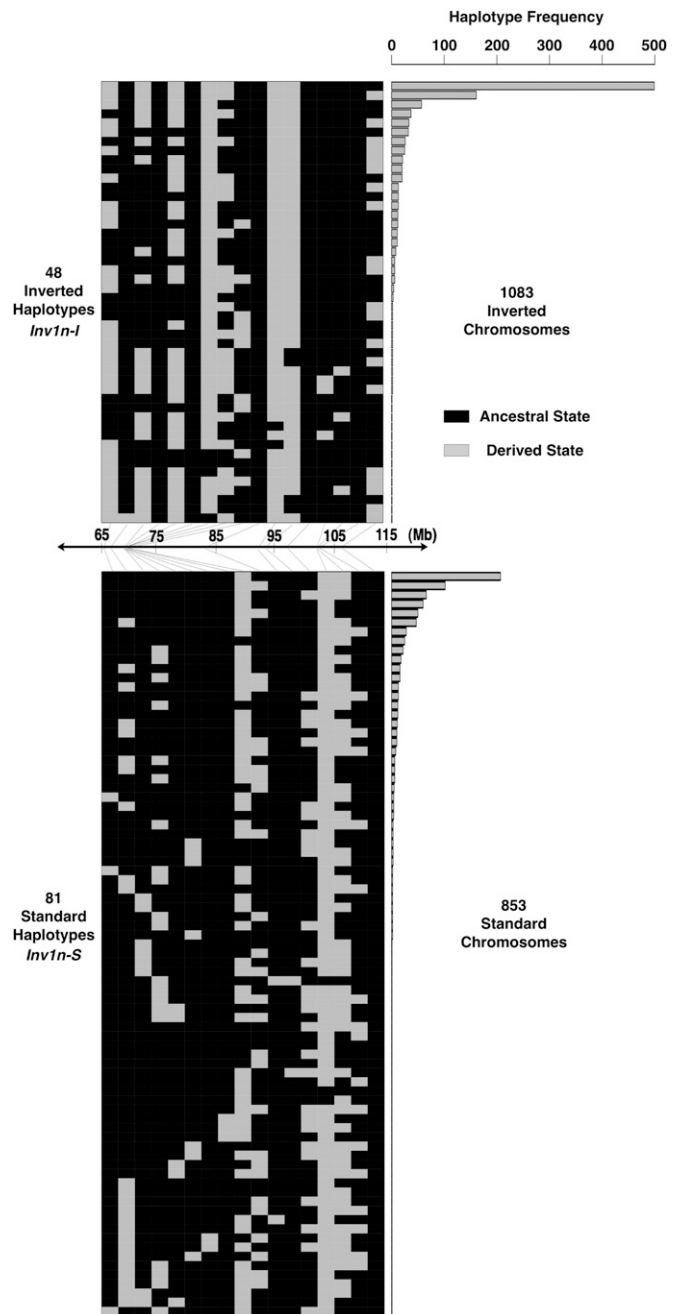 Haplotype Frequency
0 100 200 300 400 500
48
Inverted
Haplotypes
Inv1n-I
1083
Inverted
Chromosomes
Ancestral State
Derived State
65 75 85 95 105 115 (Mb)
81
Standard
Haplotypes
Inv1n-S
853
Standard
Chromosomes